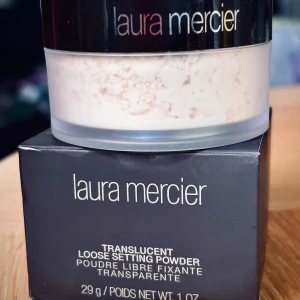 laura mercier
laura mercier
TRANSLUCENT
LOOSE SETTING POWDER
POUDRE LIBRE FIXANTE
TRANSPARENTE
29 g / POIDS NET WT. 1 OZ